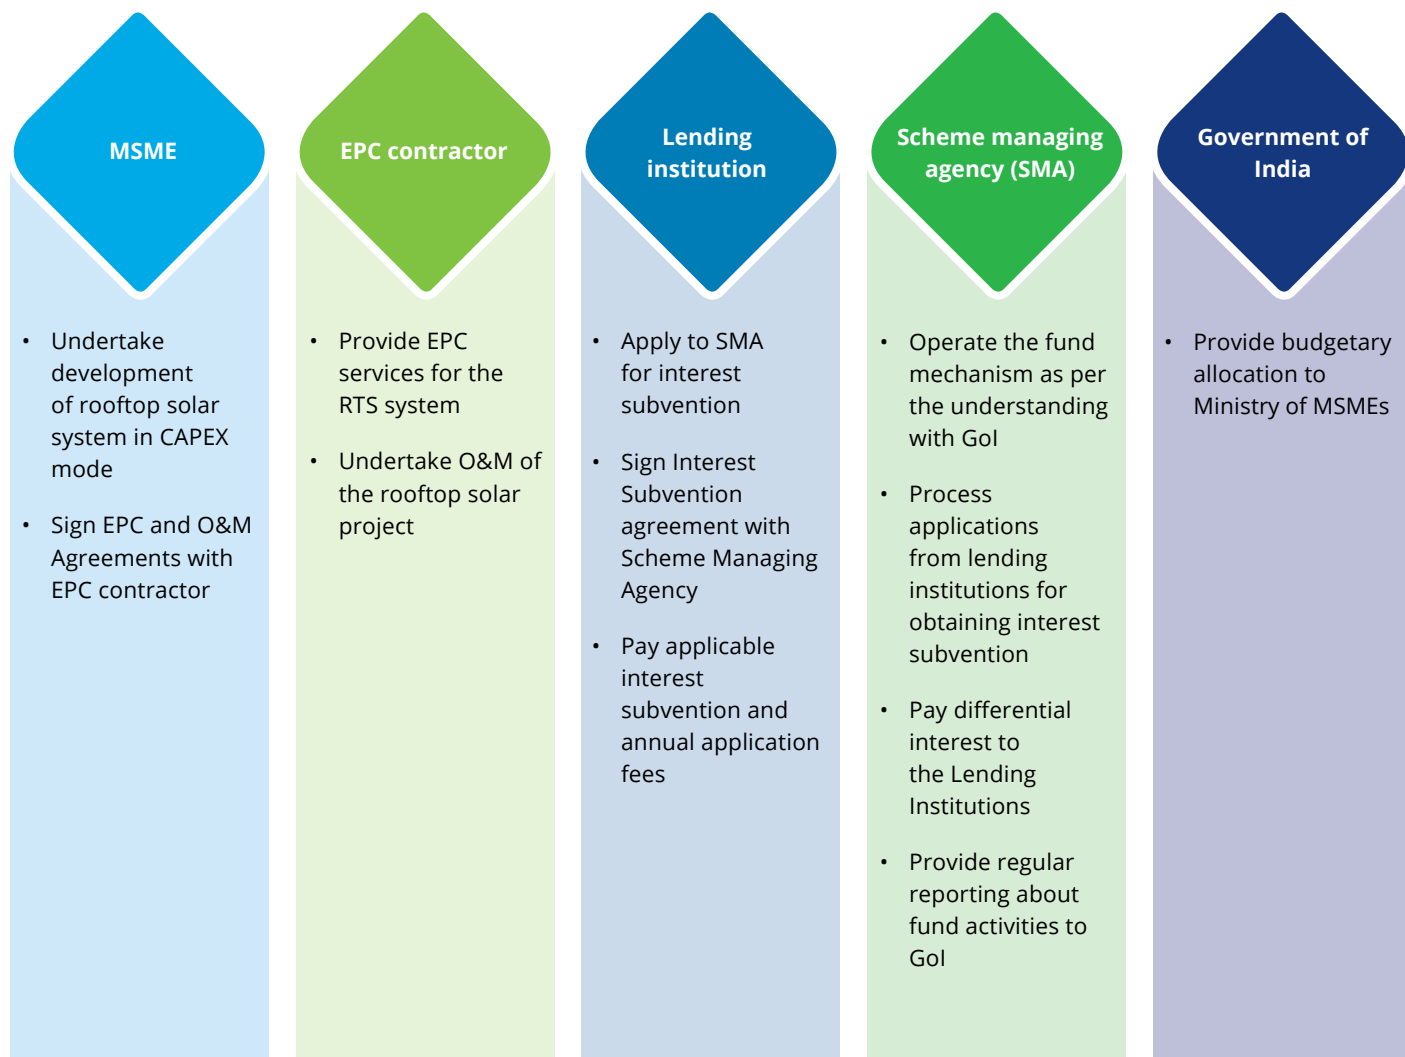 MSME
• Undertake
development
of rooftop solar
system in CAPEX
mode
• Sign EPC and O&M
Agreements with
EPC contractor
EPC contractor
• Provide EPC
services for the
RTS system
• Undertake O&M of
the rooftop solar
project
Lending
institution
• Apply to SMA
for interest
subvention
• Sign Interest
Subvention
agreement with
Scheme Managing
Agency
• Pay applicable
interest
subvention and
annual application
fees
Scheme managing
agency (SMA)
• Operate the fund
mechanism as per
the understanding
with GoI
• Process
applications
from lending
institutions for
obtaining interest
subvention
• Pay differential
interest to
the Lending
Institutions
• Provide regular
reporting about
fund activities to
GoI
Government of
India
• Provide budgetary
allocation to
Ministry of MSMEs